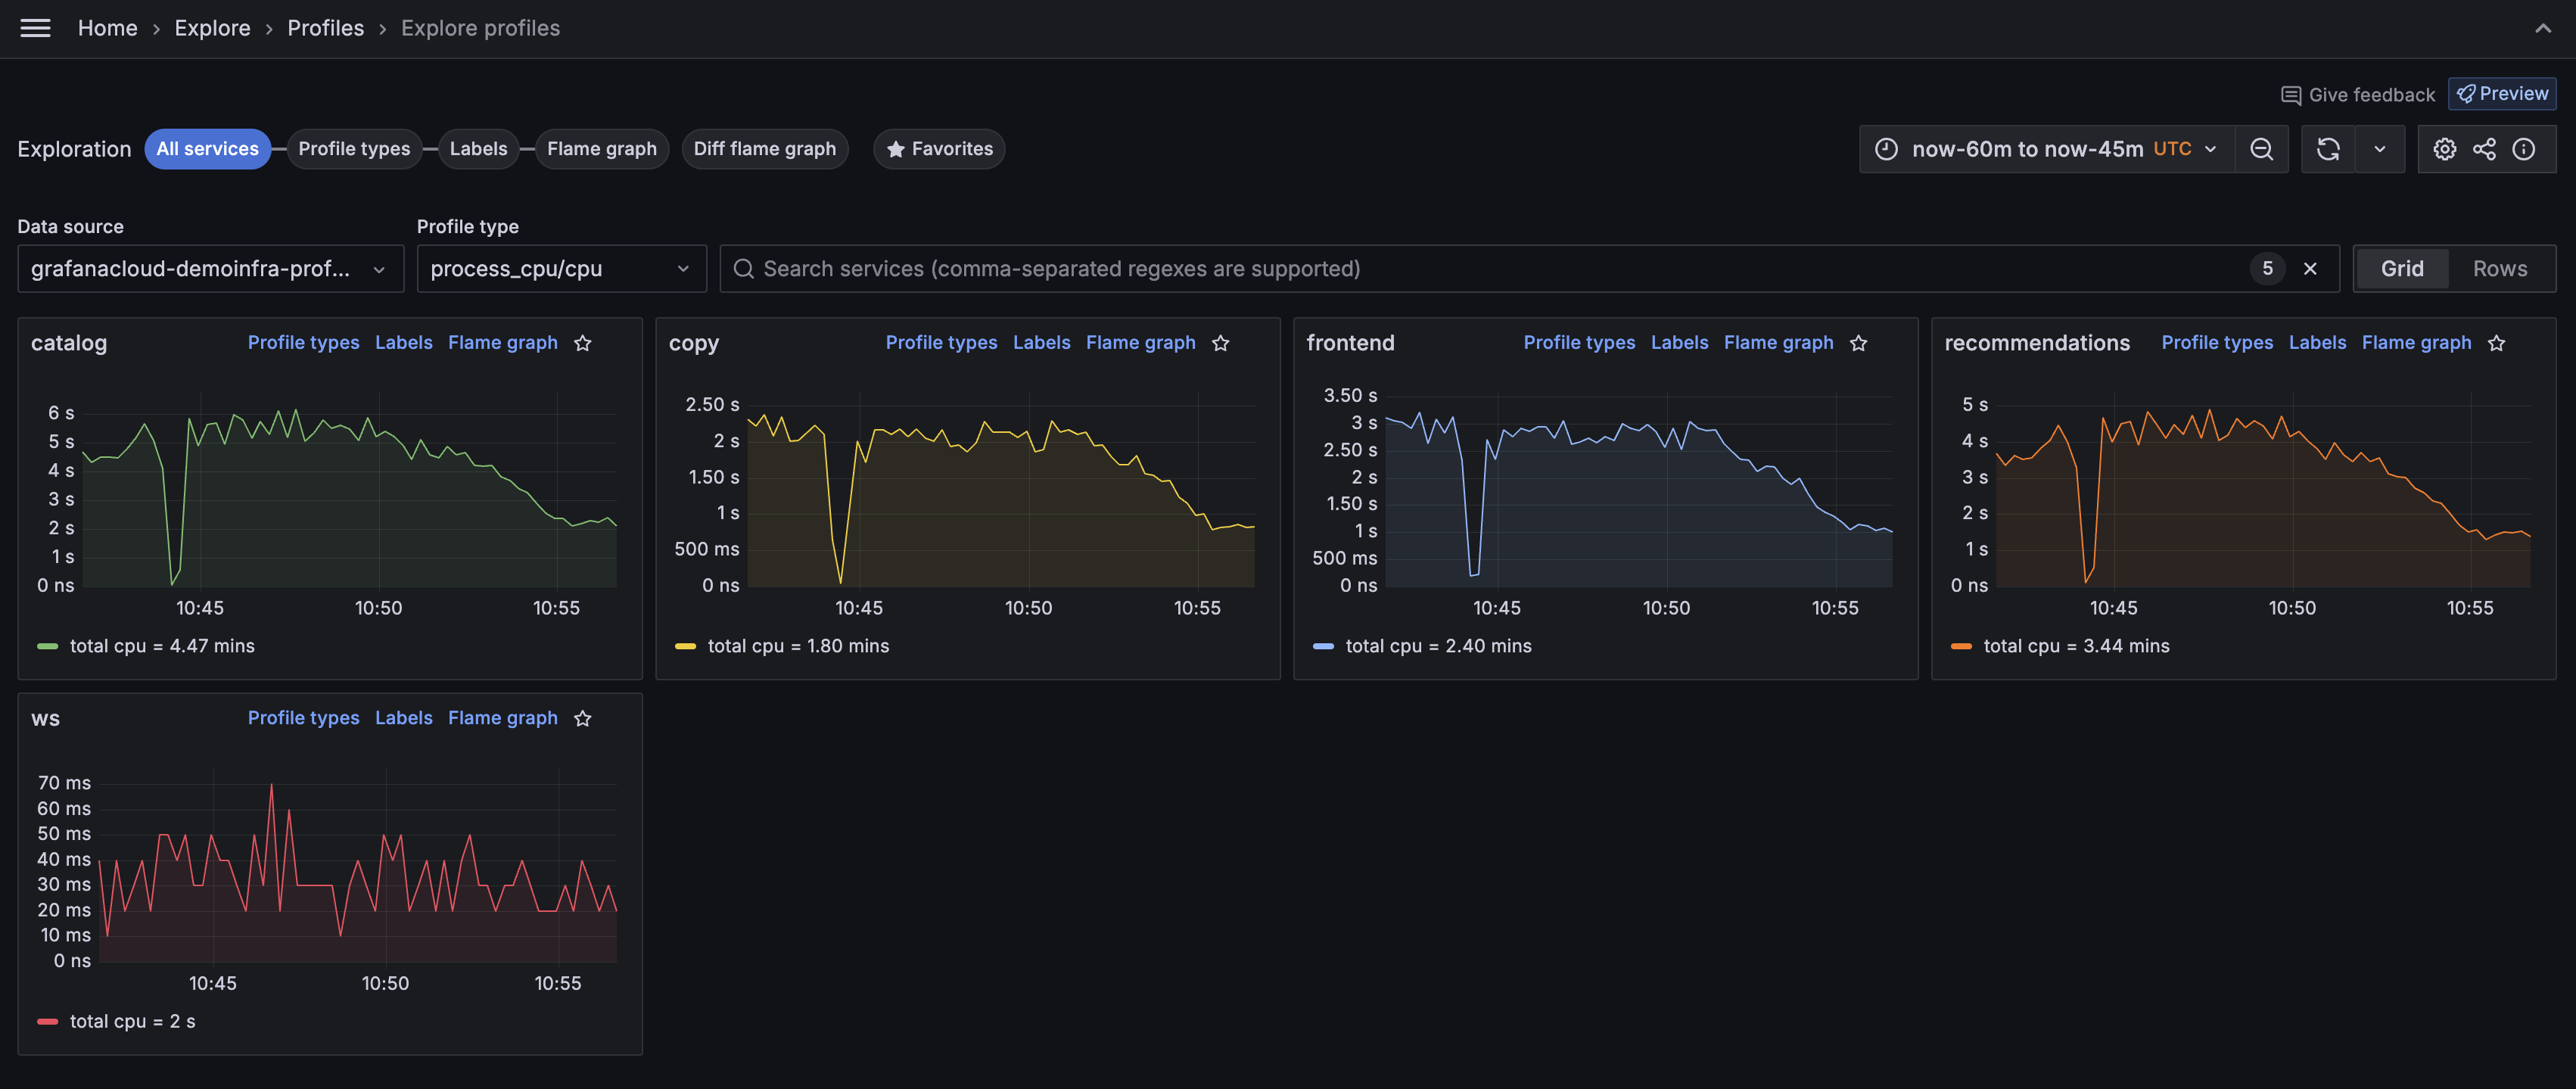 Home › Explore › Profiles › Explore profiles
Give feedback Preview
Exploration All services Profile types Labels Flame graph Diff flame graph Favorites now-60m to now-45m UTC
Data source Profile type
grafanacloud-demoinfra-prof... process_cpu/cpu Search services (comma-separated regexes are supported) 5 Grid Rows
catalog Profile types Labels Flame graph
6 s
5 s
4 s
3 s
2 s
1 s
0 ns
10:45 10:50 10:55
total cpu = 4.47 mins
copy Profile types Labels Flame graph
2.50 s
2 s
1.50 s
1 s
500 ms
0 ns
10:45 10:50 10:55
total cpu = 1.80 mins
frontend Profile types Labels Flame graph
3.50 s
3 s
2.50 s
2 s
1.50 s
1 s
500 ms
0 ns
10:45 10:50 10:55
total cpu = 2.40 mins
recommendations Profile types Labels Flame graph
5 s
4 s
3 s
2 s
1 s
0 ns
10:45 10:50 10:55
total cpu = 3.44 mins
ws Profile types Labels Flame graph
70 ms
60 ms
50 ms
40 ms
30 ms
20 ms
10 ms
0 ns
10:45 10:50 10:55
total cpu = 2 s